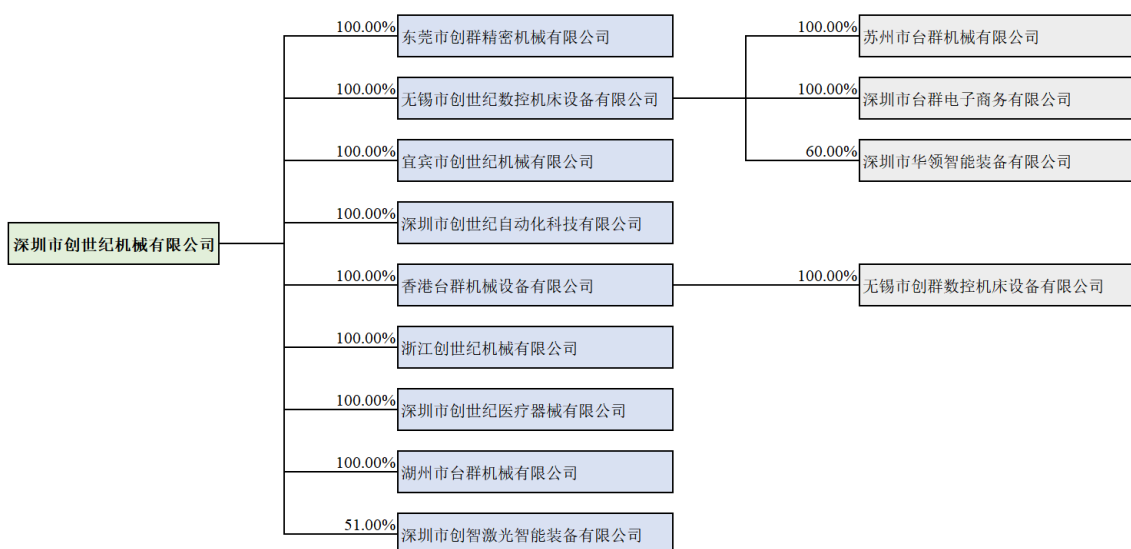 100.00%
东莞市创群精密机械有限公司
100.00%
苏州市台群机械有限公司
100.00%
无锡市创世纪数控机床设备有限公司
100.00%
深圳市台群电子商务有限公司
100.00%
宜宾市创世纪机械有限公司
60.00%
深圳市华领智能装备有限公司
100.00%
深圳市创世纪自动化科技有限公司
深圳市创世纪机械有限公司
100.00%
香港台群机械设备有限公司
100.00%
无锡市创群数控机床设备有限公司
100.00%
浙江创世纪机械有限公司
100.00%
深圳市创世纪医疗器械有限公司
100.00%
湖州市台群机械有限公司
51.00%
深圳市创智激光智能装备有限公司